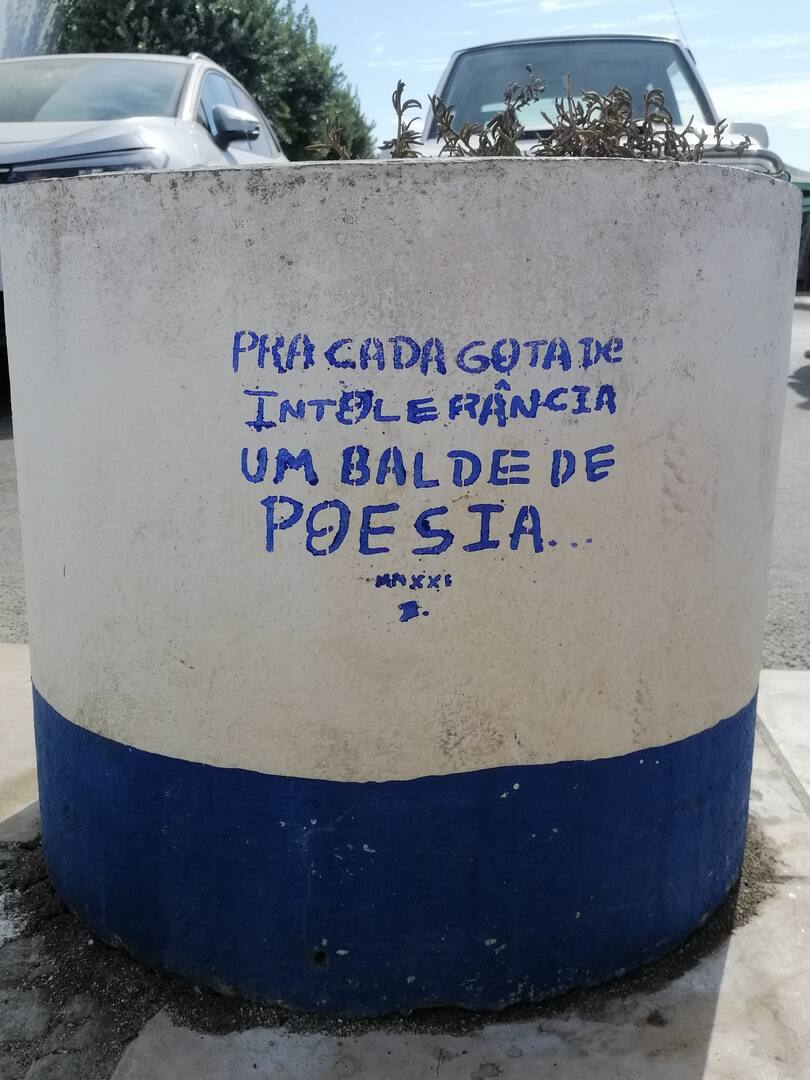 PRA CADA GOTA DE
INTOLERÂNCIA
UM BALDE DE
POESIA...
MMXXI